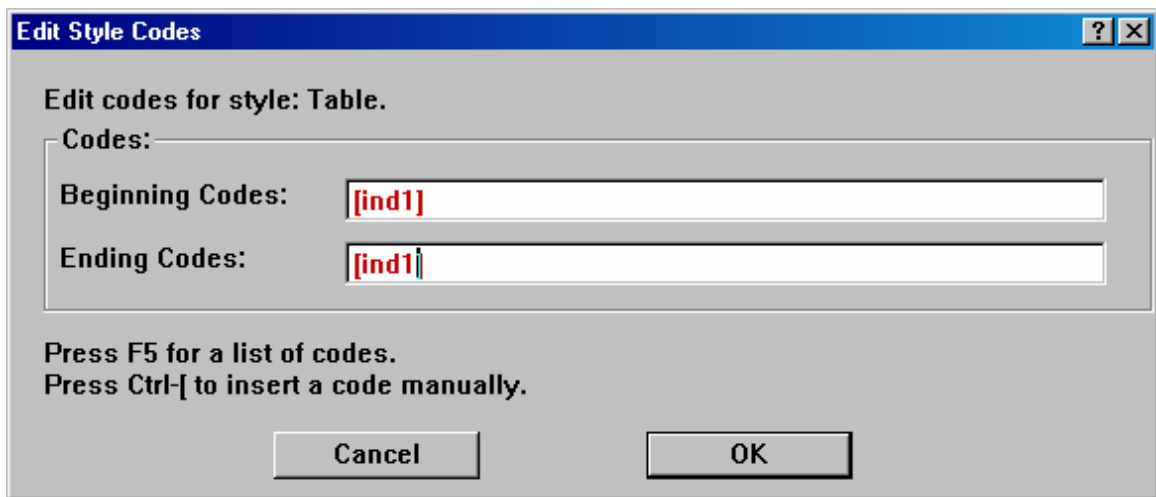 Edit Style Codes
Edit codes for style: Table.
Codes:
Beginning Codes: [ind1]
Ending Codes: [ind1]
Press F5 for a list of codes.
Press Ctrl-[ to insert a code manually.
Cancel OK